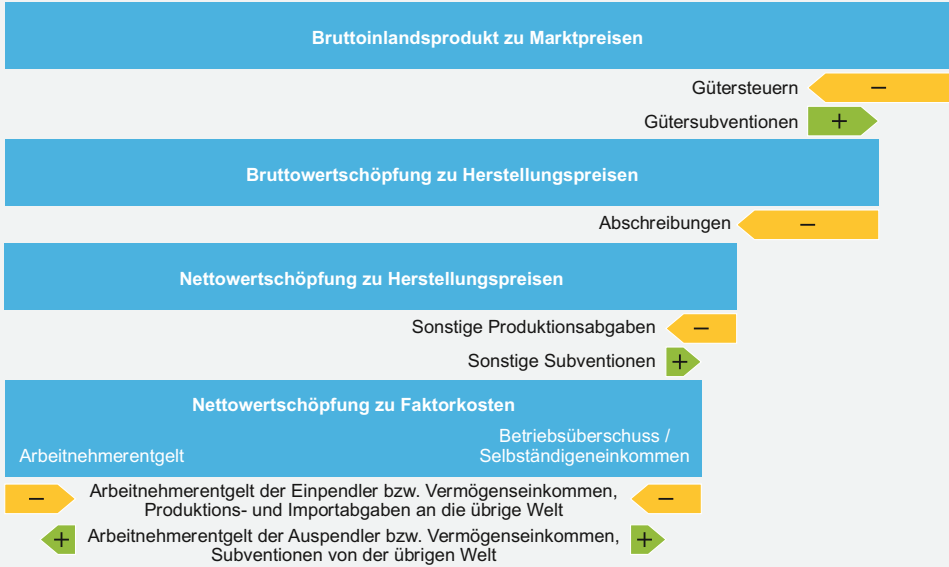 Bruttoinlandsprodukt zu Marktpreisen
Gütersteuern −
Gütersubventionen +
Bruttowertschöpfung zu Herstellungspreisen
Abschreibungen −
Nettowertschöpfung zu Herstellungspreisen
Sonstige Produktionsabgaben −
Sonstige Subventionen +
Nettowertschöpfung zu Faktorkosten
Arbeitnehmerentgelt
Betriebsüberschuss /
Selbständigeneinkommen
− Arbeitnehmerentgelt der Einpendler bzw. Vermögenseinkommen, −
Produktions- und Importabgaben an die übrige Welt
+ Arbeitnehmerentgelt der Auspendler bzw. Vermögenseinkommen, +
Subventionen von der übrigen Welt